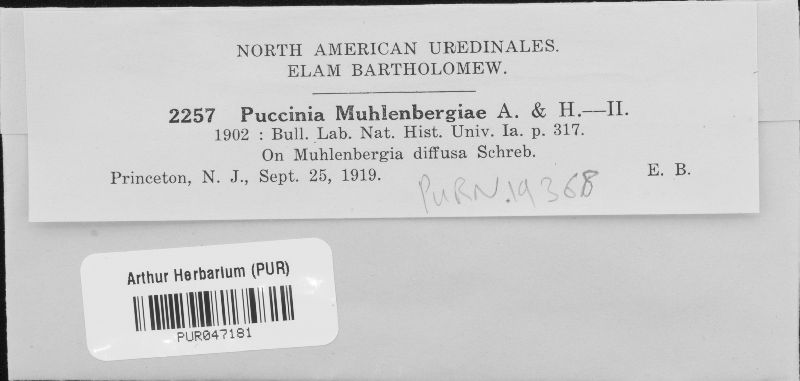 NORTH AMERICAN UREDINALES.
ELAM BARTHOLOMEW.
2257 Puccinia Muhlenbergiae A. & H.—II.
1902 : Bull. Lab. Nat. Hist. Univ. Ia. p. 317.
On Muhlenbergia diffusa Schreb.
Princeton, N. J., Sept. 25, 1919. E. B.
PURN.19368
Arthur Herbarium (PUR)
PUR047181